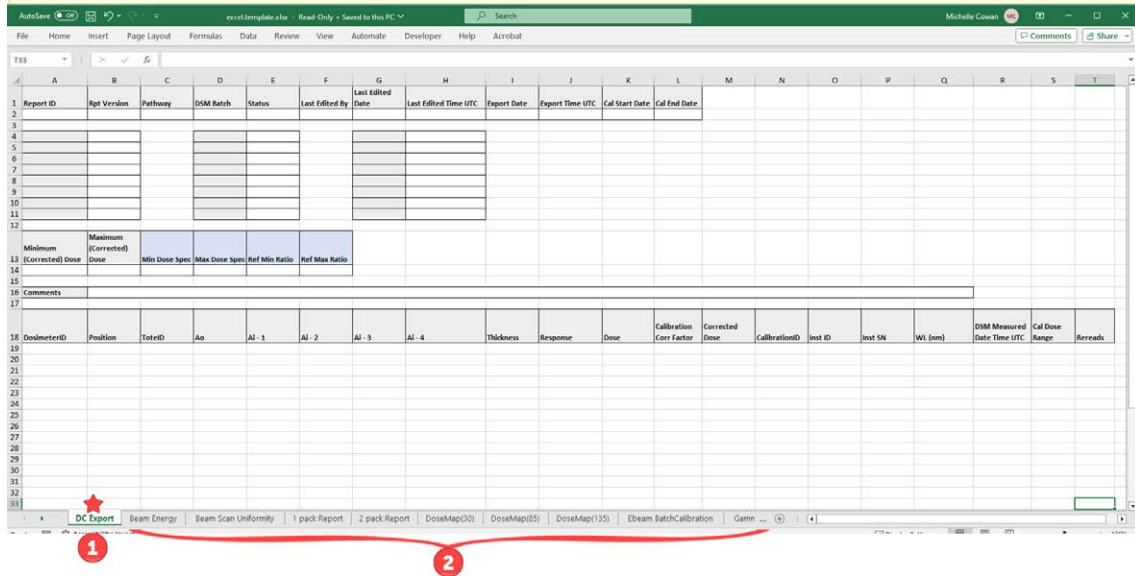 AutoSave On excel.template.xlsx - Read-Only • Saved to this PC Search Michelle Cowan MC
File Home Insert Page Layout Formulas Data Review View Automate Developer Help Acrobat Comments Share
T33 fx
A B C D E F G H I J K L M N O P Q R S T
Last Edited
1 Report ID Rpt Version Pathway DSM Batch Status Last Edited By Date Last Edited Time UTC Export Date Export Time UTC Cal Start Date Cal End Date
2
3
4
5
6
7
8
9
10
11
12
Maximum
Minimum (Corrected)
13 (Corrected) Dose Dose Min Dose Spec Max Dose Spec Ref Min Ratio Ref Max Ratio
14
15
16 Comments
17
Calibration Corrected DSM Measured Cal Dose
18 DosimeterID Position ToteID Ao Ai - 1 Ai - 2 Ai - 3 Ai - 4 Thickness Response Dose Corr Factor Dose CalibrationID Inst ID Inst SN WL (nm) Date Time UTC Range Rereads
19
20
21
22
23
24
25
26
27
28
29
30
31
32
33
DC Export Beam Energy Beam Scan Uniformity 1 pack Report 2 pack Report DoseMap(30) DoseMap(85) DoseMap(135) Ebeam BatchCalibration Gamn ...
1
2